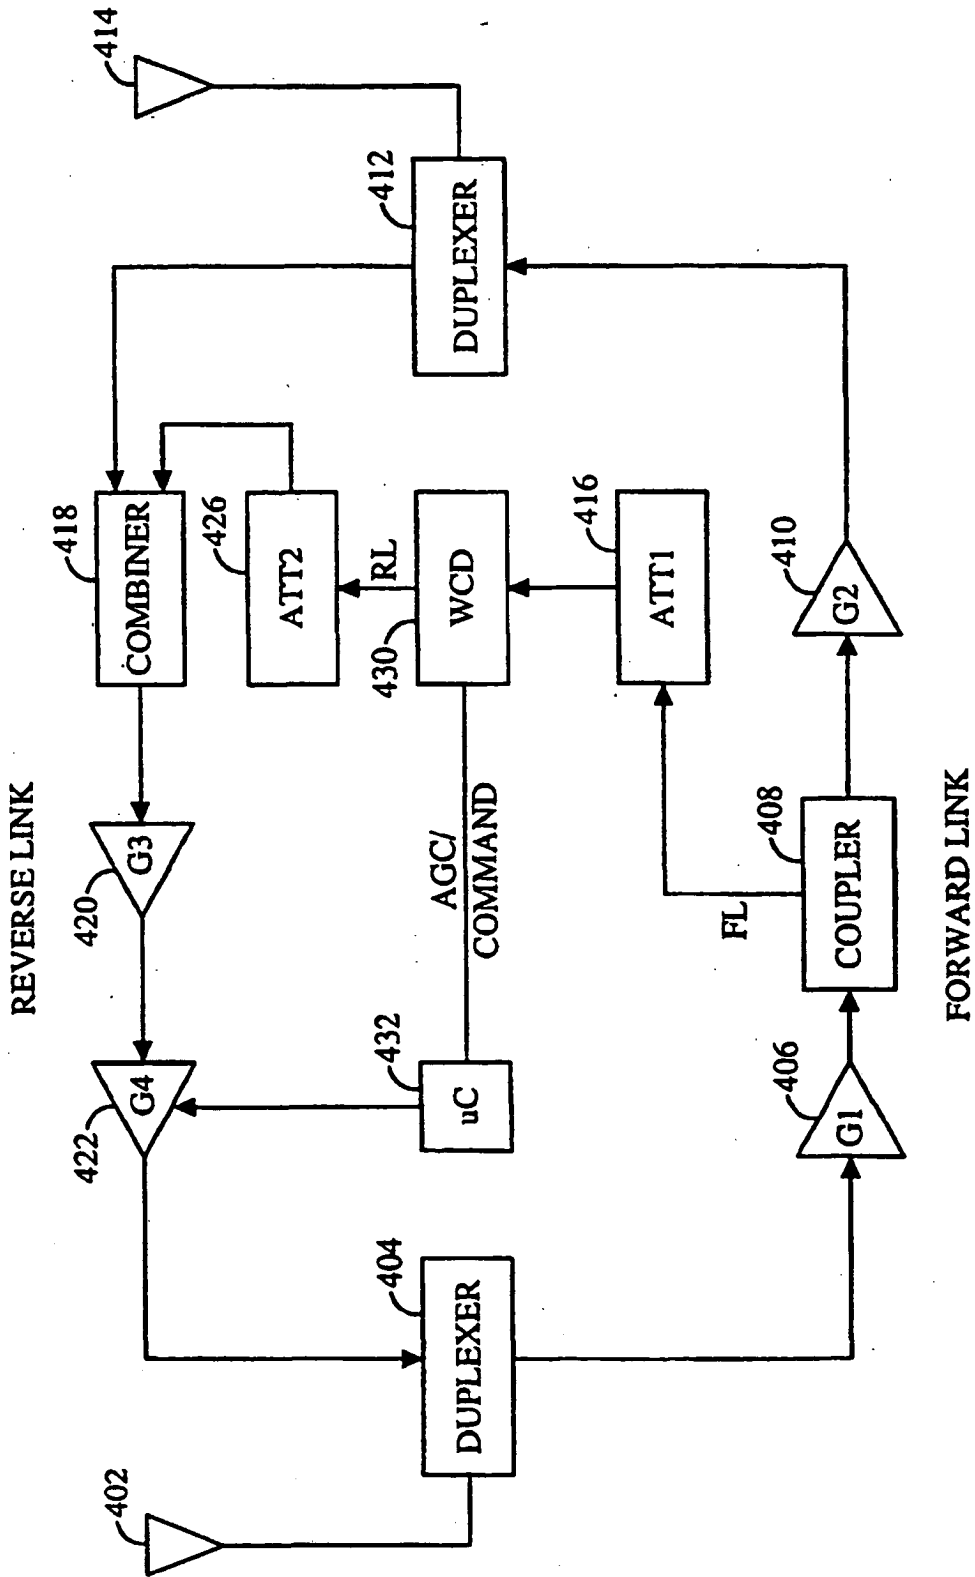 REVERSE LINK
402
404
DUPLEXER
422
G4
420
G3
418
COMBINER
426
ATT2
RL
432
uC
AGC/
COMMAND
430
WCD
416
ATT1
FL
406
G1
408
COUPLER
410
G2
412
DUPLEXER
414
FORWARD LINK